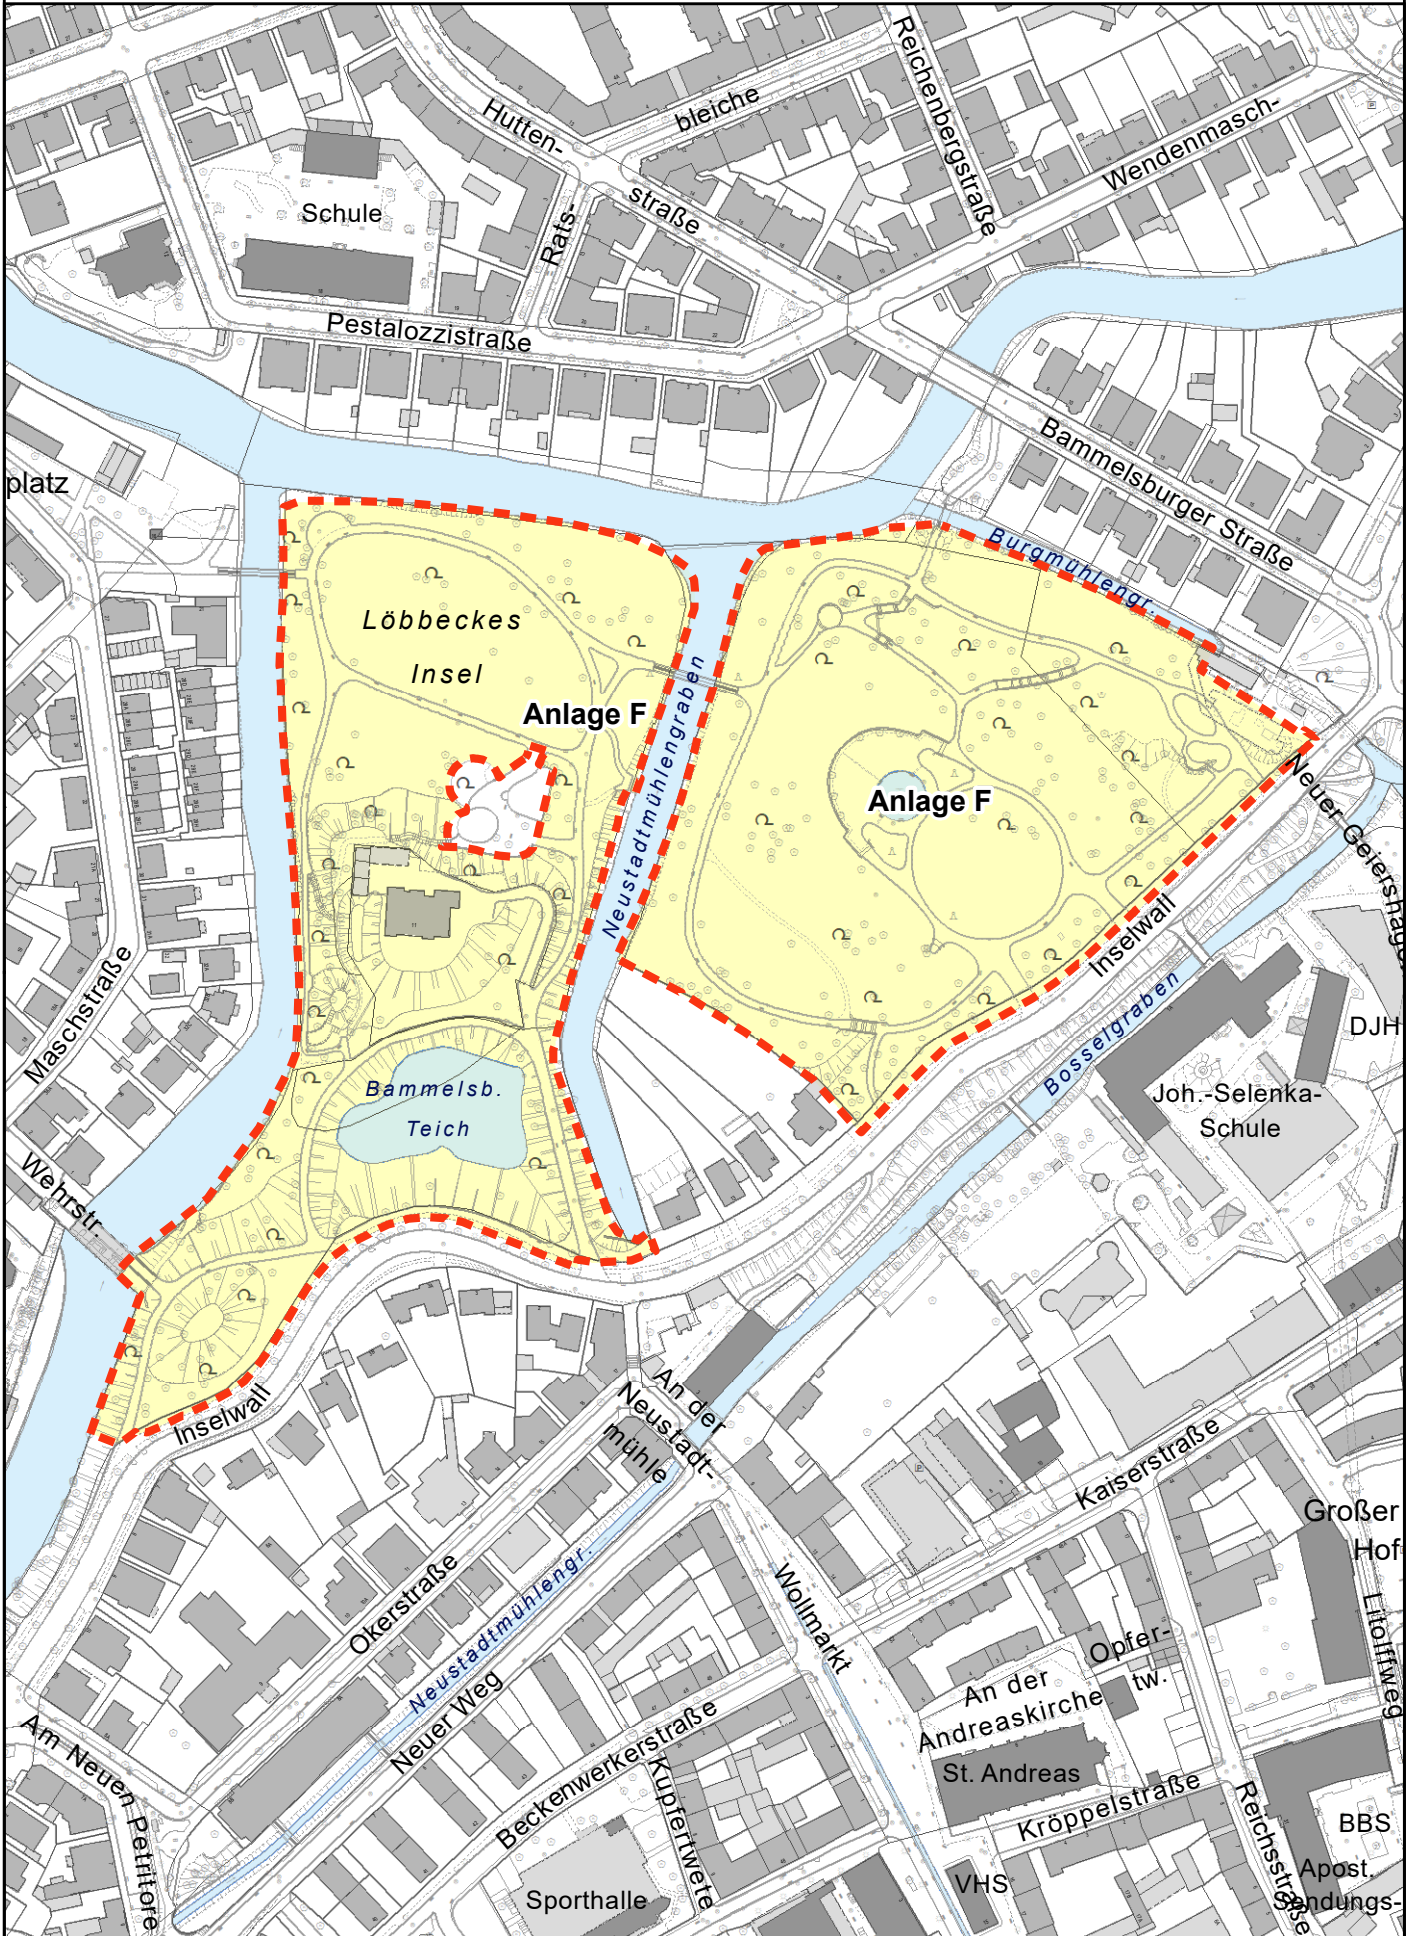 Reichenbergstraße
bleiche
Hutten-
straße
Wendenmasch-
Schule
Rats-
Pestalozzistraße
platz
Bammelsburger Straße
Burgmühlengr.
Löbbeckes
Insel
Anlage F
Neustadtmühlengraben
Anlage F
Neuer Geiershagen
Inselwall
Maschstraße
Bosselgraben
DJH
Joh.-Selenka-
Schule
Bammelsb.
Teich
Wehrstr.
Inselwall
An der
Neustadt-
mühle
Kaiserstraße
Großer
Hof
Okerstraße
Neustadtmühlengr.
Neuer Weg
Wollmarkt
Litolffweg
Opfer-
tw.
An der
Andreaskirche
St. Andreas
Am Neuen Petritore
Beckenwerkerstraße
Kupfertwete
Kröppelstraße
Reichsstraße
BBS
Sporthalle
VHS
Apost.
Sendungs-